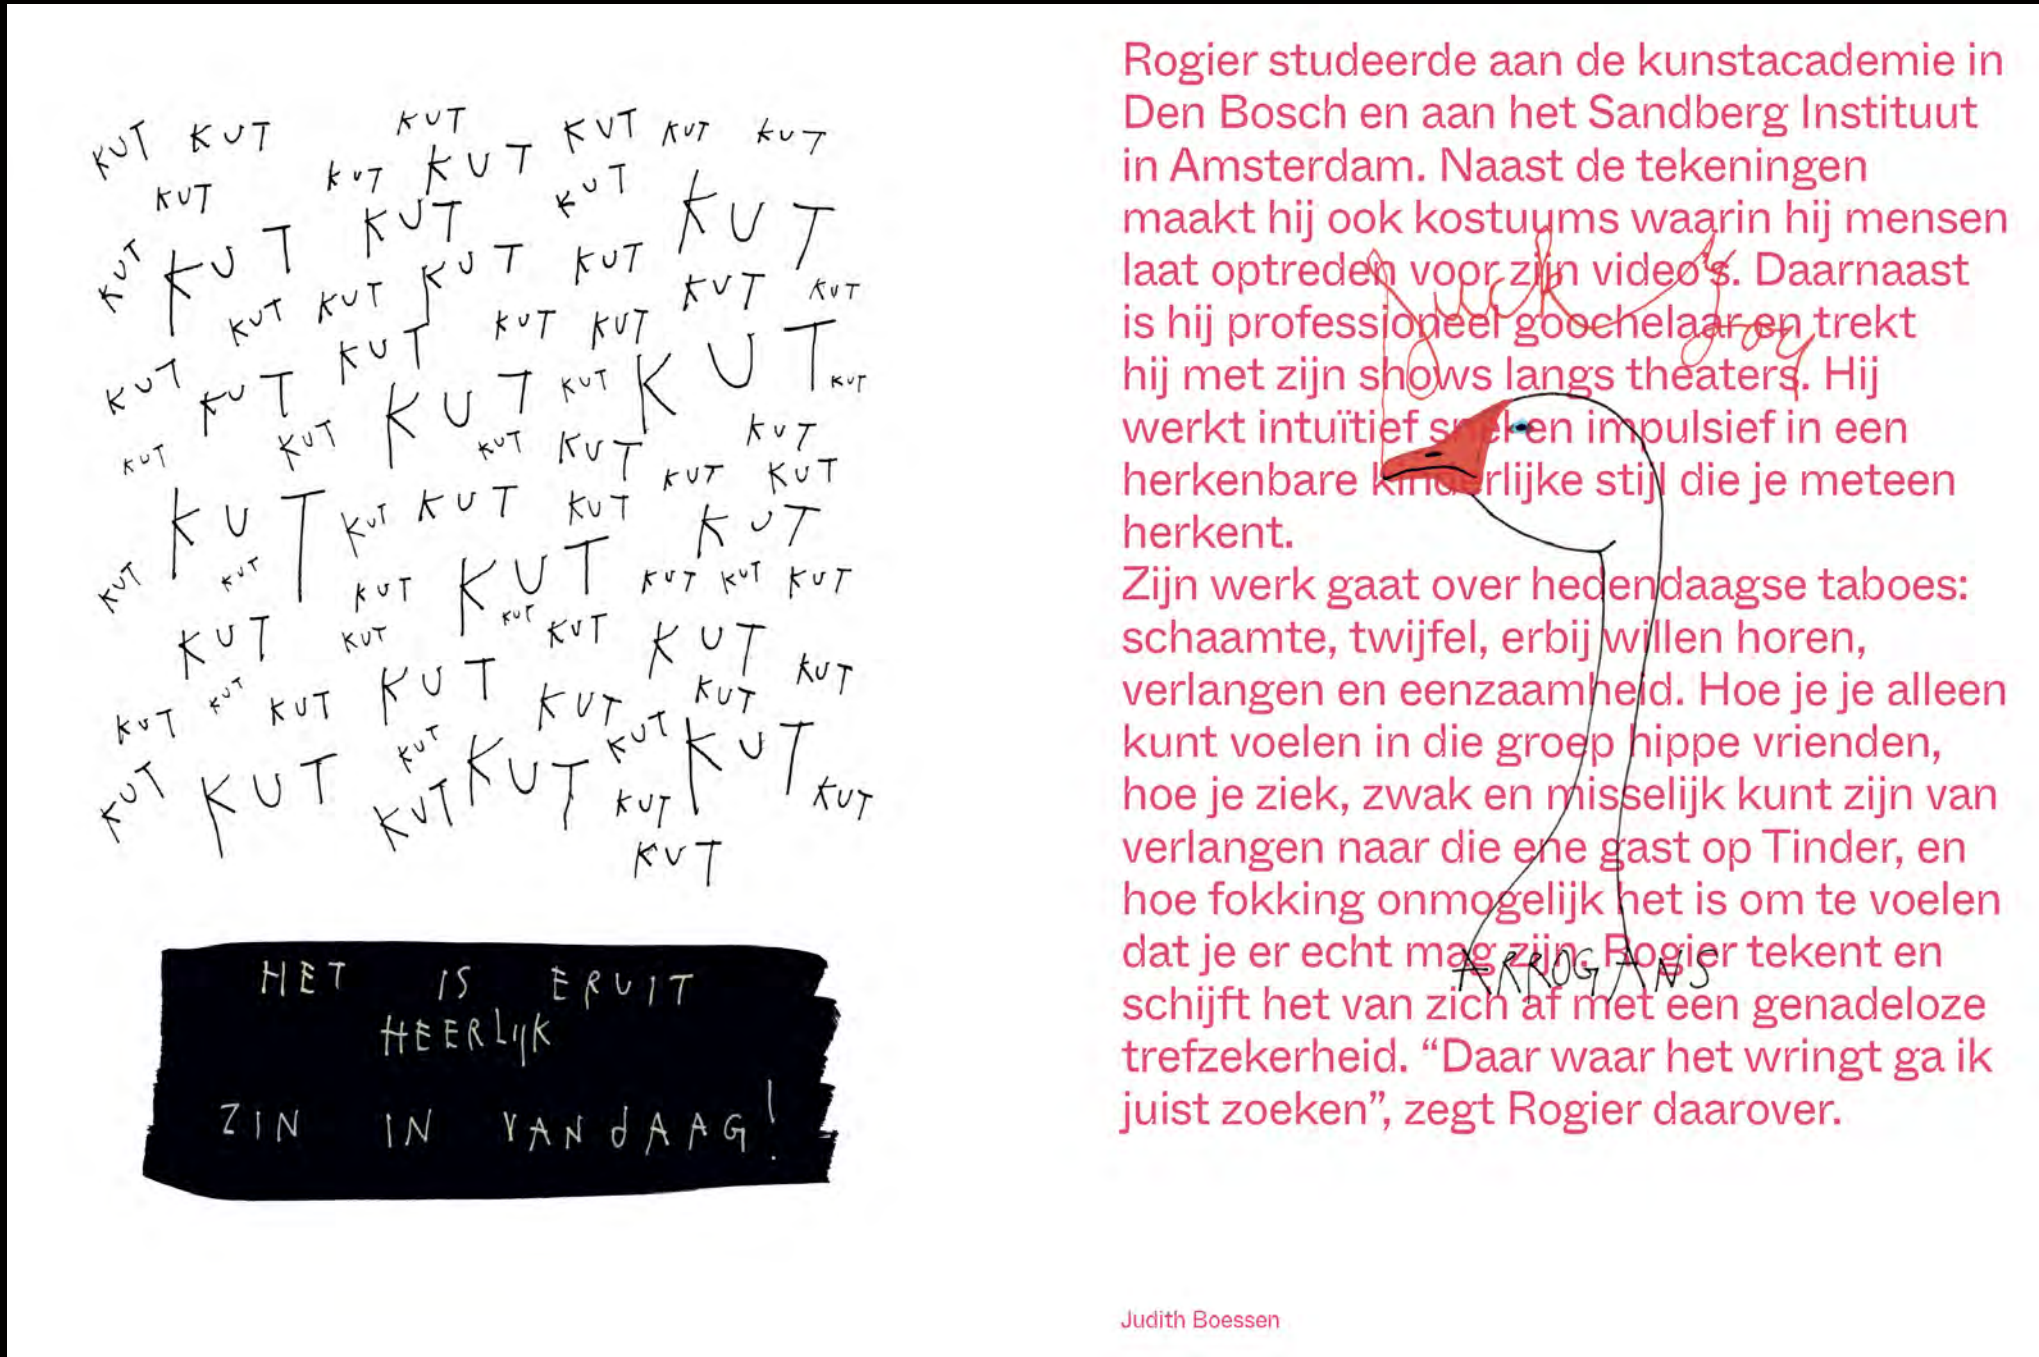 KUT KUT KUT KUT KUT KUT
KUT KUT KUT KUT KUT
KUT KUT KUT KUT KUT
KUT KUT KUT KUT KUT KUT
KUT KUT KUT KUT KUT KUT KUT
KUT KUT KUT KUT KUT
KUT KUT
KUT KUT KUT KUT KUT
KUT KUT KUT KUT KUT KUT KUT
KUT KUT KUT KUT KUT KUT
KUT KUT KUT KUT KUT KUT
KUT KUT KUT KUT KUT KUT
KUT KUT KUT
KUT
HET IS ERUIT
HEERLIJK
ZIN IN VANDAAG!
Rogier studeerde aan de kunstacademie in
Den Bosch en aan het Sandberg Instituut
in Amsterdam. Naast de tekeningen
maakt hij ook kostuums waarin hij mensen
laat optreden voor zijn video's. Daarnaast
is hij professioneel goochelaar en trekt
hij met zijn shows langs theaters. Hij
werkt intuïtief snel en impulsief in een
herkenbare kinderlijke stijl die je meteen
herkent.
Zijn werk gaat over hedendaagse taboes:
schaamte, twijfel, erbij willen horen,
verlangen en eenzaamheid. Hoe je je alleen
kunt voelen in die groep hippe vrienden,
hoe je ziek, zwak en misselijk kunt zijn van
verlangen naar die ene gast op Tinder, en
hoe fokking onmogelijk het is om te voelen
dat je er echt mag zijn. Rogier tekent en
schijft het van zich af met een genadeloze
trefzekerheid. “Daar waar het wringt ga ik
juist zoeken”, zegt Rogier daarover.
ARROGANS
Judith Boessen